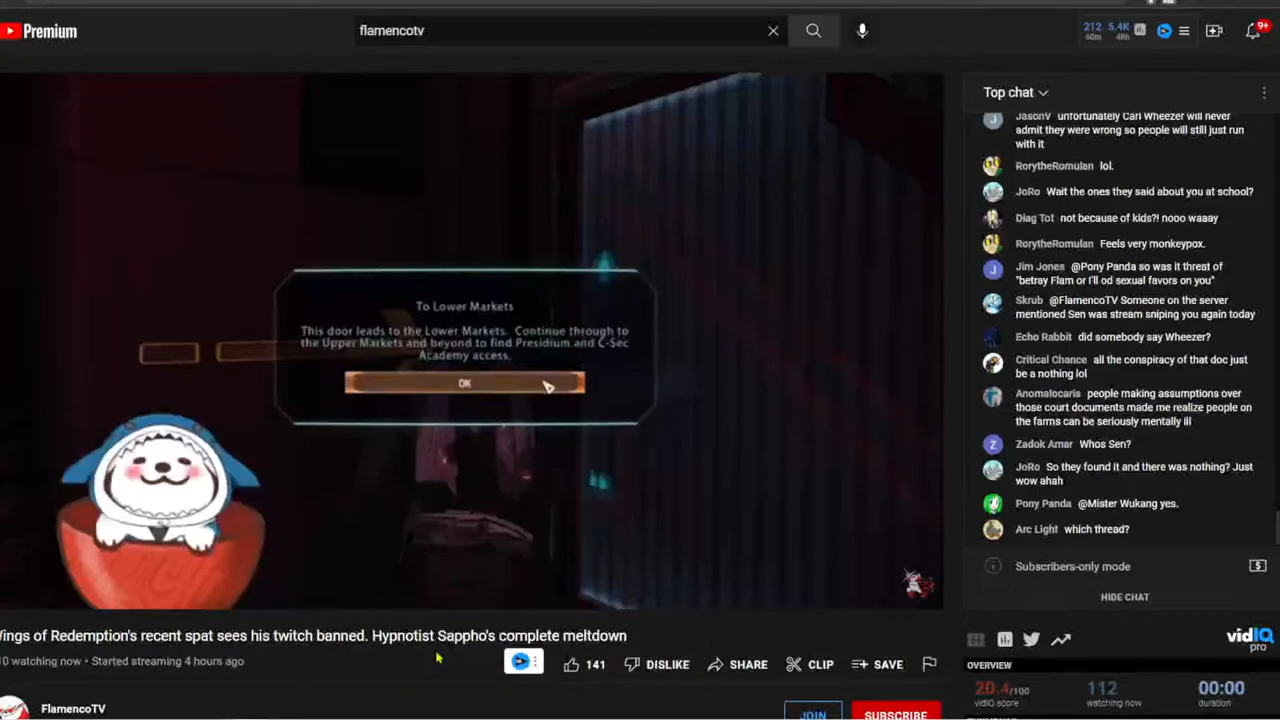 Premium
flamencotv
212
60m
5.4K
48h
9+
To Lower Markets
This door leads to the Lower Markets. Continue through to
the Upper Markets and beyond to find Presidium and C-Sec
Academy access.
OK
Top chat
JasonV unfortunately Carl Wheezer will never
admit they were wrong so people will still just run
with it
RorytheRomulan lol.
JoRo Wait the ones they said about you at school?
Diag Tot not because of kids?! nooo waaay
RorytheRomulan Feels very monkeypox.
Jim Jones @Pony Panda so was it threat of
"betray Flam or I'll od sexual favors on you"
Skrub @FlamencoTV Someone on the server
mentioned Sen was stream sniping you again today
Echo Rabbit did somebody say Wheezer?
Critical Chance all the conspiracy of that doc just
be a nothing lol
Anomalocaris people making assumptions over
those court documents made me realize people on
the farms can be seriously mentally ill
Zadok Amar Whos Sen?
JoRo So they found it and there was nothing? Just
wow ahah
Pony Panda @Mister Wukang yes.
Arc Light which thread?
Subscribers-only mode
HIDE CHAT
ings of Redemption's recent spat sees his twitch banned. Hypnotist Sappho's complete meltdown
0 watching now • Started streaming 4 hours ago
141
DISLIKE
SHARE
CLIP
SAVE
FlamencoTV
JOIN
SUBSCRIBE
vidIQ
pro
OVERVIEW
20.4/100
vidIQ score
112
watching now
00:00
duration